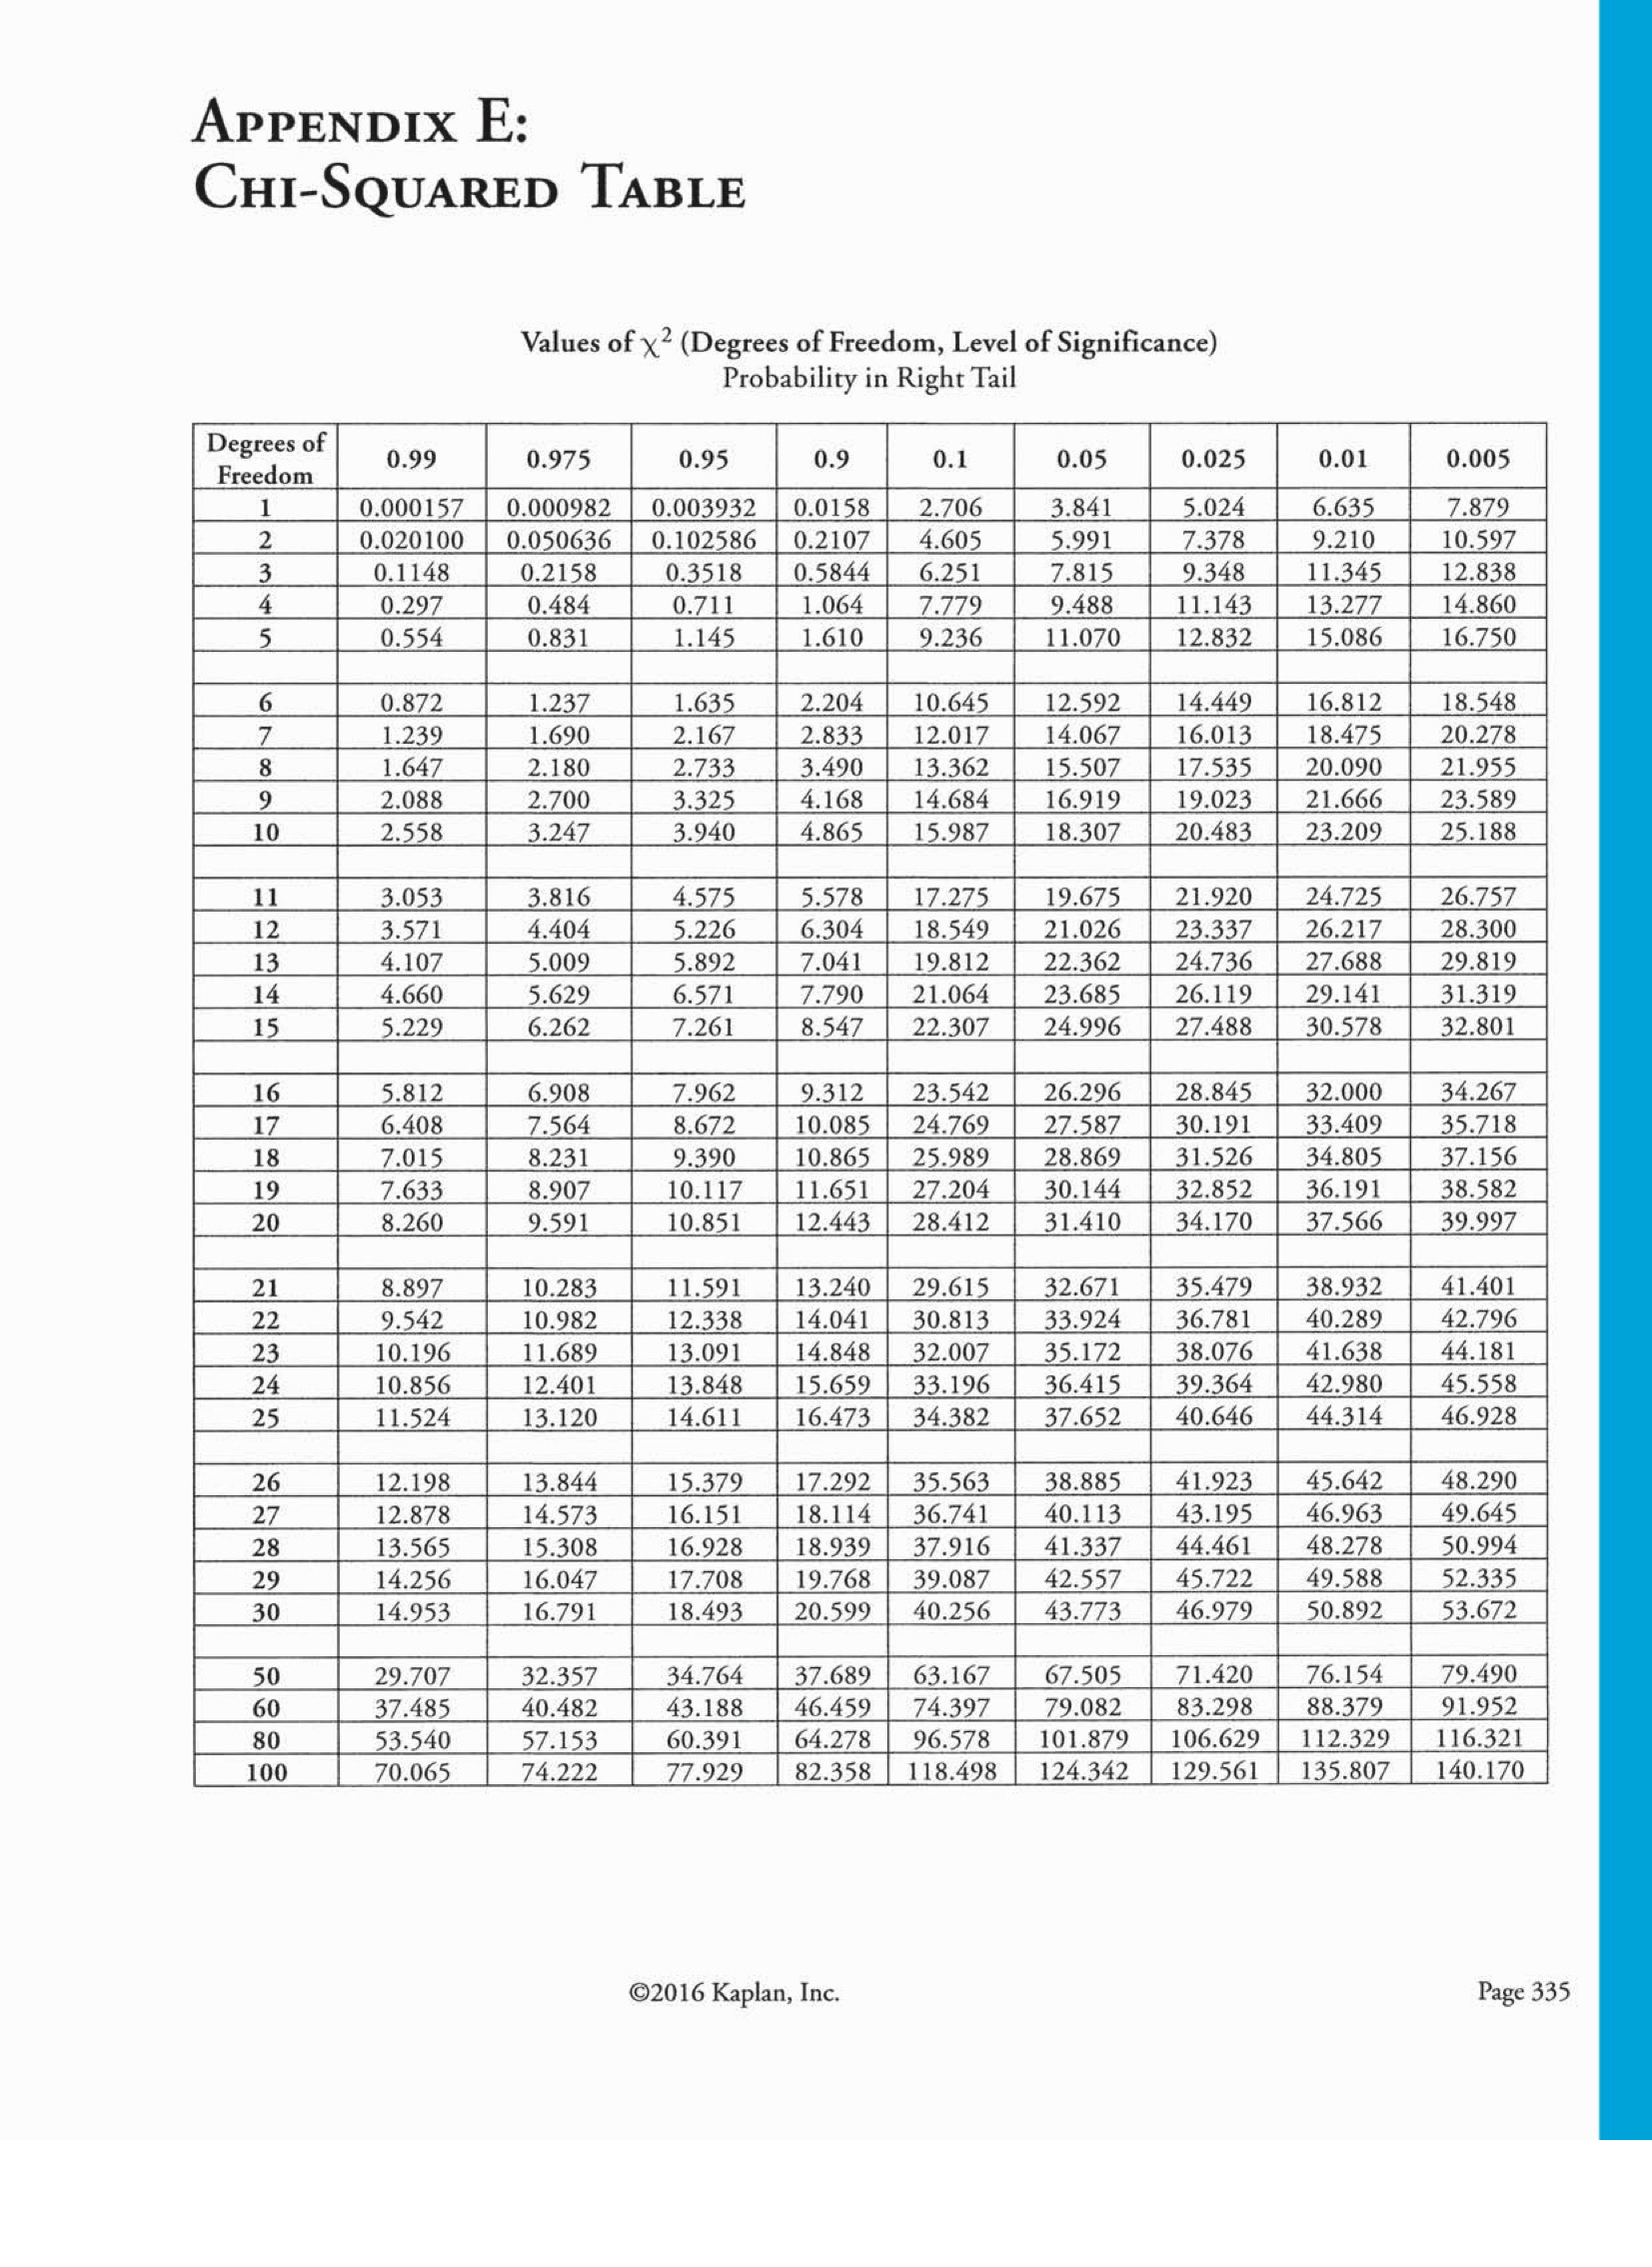 APPENDIX E:
CHI-SQUARED TABLE
Values of χ² (Degrees of Freedom, Level of Significance)
Probability in Right Tail
Degrees of Freedom 0.99 0.975 0.95 0.9 0.1 0.05 0.025 0.01 0.005
1 0.000157 0.000982 0.003932 0.0158 2.706 3.841 5.024 6.635 7.879
2 0.020100 0.050636 0.102586 0.2107 4.605 5.991 7.378 9.210 10.597
3 0.1148 0.2158 0.3518 0.5844 6.251 7.815 9.348 11.345 12.838
4 0.297 0.484 0.711 1.064 7.779 9.488 11.143 13.277 14.860
5 0.554 0.831 1.145 1.610 9.236 11.070 12.832 15.086 16.750
6 0.872 1.237 1.635 2.204 10.645 12.592 14.449 16.812 18.548
7 1.239 1.690 2.167 2.833 12.017 14.067 16.013 18.475 20.278
8 1.647 2.180 2.733 3.490 13.362 15.507 17.535 20.090 21.955
9 2.088 2.700 3.325 4.168 14.684 16.919 19.023 21.666 23.589
10 2.558 3.247 3.940 4.865 15.987 18.307 20.483 23.209 25.188
11 3.053 3.816 4.575 5.578 17.275 19.675 21.920 24.725 26.757
12 3.571 4.404 5.226 6.304 18.549 21.026 23.337 26.217 28.300
13 4.107 5.009 5.892 7.041 19.812 22.362 24.736 27.688 29.819
14 4.660 5.629 6.571 7.790 21.064 23.685 26.119 29.141 31.319
15 5.229 6.262 7.261 8.547 22.307 24.996 27.488 30.578 32.801
16 5.812 6.908 7.962 9.312 23.542 26.296 28.845 32.000 34.267
17 6.408 7.564 8.672 10.085 24.769 27.587 30.191 33.409 35.718
18 7.015 8.231 9.390 10.865 25.989 28.869 31.526 34.805 37.156
19 7.633 8.907 10.117 11.651 27.204 30.144 32.852 36.191 38.582
20 8.260 9.591 10.851 12.443 28.412 31.410 34.170 37.566 39.997
21 8.897 10.283 11.591 13.240 29.615 32.671 35.479 38.932 41.401
22 9.542 10.982 12.338 14.041 30.813 33.924 36.781 40.289 42.796
23 10.196 11.689 13.091 14.848 32.007 35.172 38.076 41.638 44.181
24 10.856 12.401 13.848 15.659 33.196 36.415 39.364 42.980 45.558
25 11.524 13.120 14.611 16.473 34.382 37.652 40.646 44.314 46.928
26 12.198 13.844 15.379 17.292 35.563 38.885 41.923 45.642 48.290
27 12.878 14.573 16.151 18.114 36.741 40.113 43.195 46.963 49.645
28 13.565 15.308 16.928 18.939 37.916 41.337 44.461 48.278 50.994
29 14.256 16.047 17.708 19.768 39.087 42.557 45.722 49.588 52.335
30 14.953 16.791 18.493 20.599 40.256 43.773 46.979 50.892 53.672
50 29.707 32.357 34.764 37.689 63.167 67.505 71.420 76.154 79.490
60 37.485 40.482 43.188 46.459 74.397 79.082 83.298 88.379 91.952
80 53.540 57.153 60.391 64.278 96.578 101.879 106.629 112.329 116.321
100 70.065 74.222 77.929 82.358 118.498 124.342 129.561 135.807 140.170
©2016 Kaplan, Inc.
Page 335